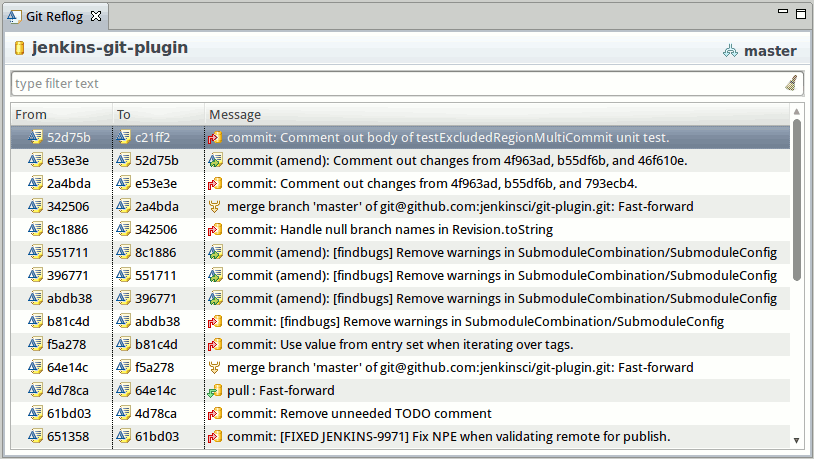 Git Reflog
jenkins-git-plugin
master
type filter text
From To Message
52d75b c21ff2 commit: Comment out body of testExcludedRegionMultiCommit unit test.
e53e3e 52d75b commit (amend): Comment out changes from 4f963ad, b55df6b, and 46f610e.
2a4bda e53e3e commit: Comment out changes from 4f963ad, b55df6b, and 793ecb4.
342506 2a4bda merge branch 'master' of git@github.com:jenkinsci/git-plugin.git: Fast-forward
8c1886 342506 commit: Handle null branch names in Revision.toString
551711 8c1886 commit (amend): [findbugs] Remove warnings in SubmoduleCombination/SubmoduleConfig
396771 551711 commit (amend): [findbugs] Remove warnings in SubmoduleCombination/SubmoduleConfig
abdb38 396771 commit (amend): [findbugs] Remove warnings in SubmoduleCombination/SubmoduleConfig
b81c4d abdb38 commit: [findbugs] Remove warnings in SubmoduleCombination/SubmoduleConfig
f5a278 b81c4d commit: Use value from entry set when iterating over tags.
64e14c f5a278 merge branch 'master' of git@github.com:jenkinsci/git-plugin.git: Fast-forward
4d78ca 64e14c pull : Fast-forward
61bd03 4d78ca commit: Remove unneeded TODO comment
651358 61bd03 commit: [FIXED JENKINS-9971] Fix NPE when validating remote for publish.